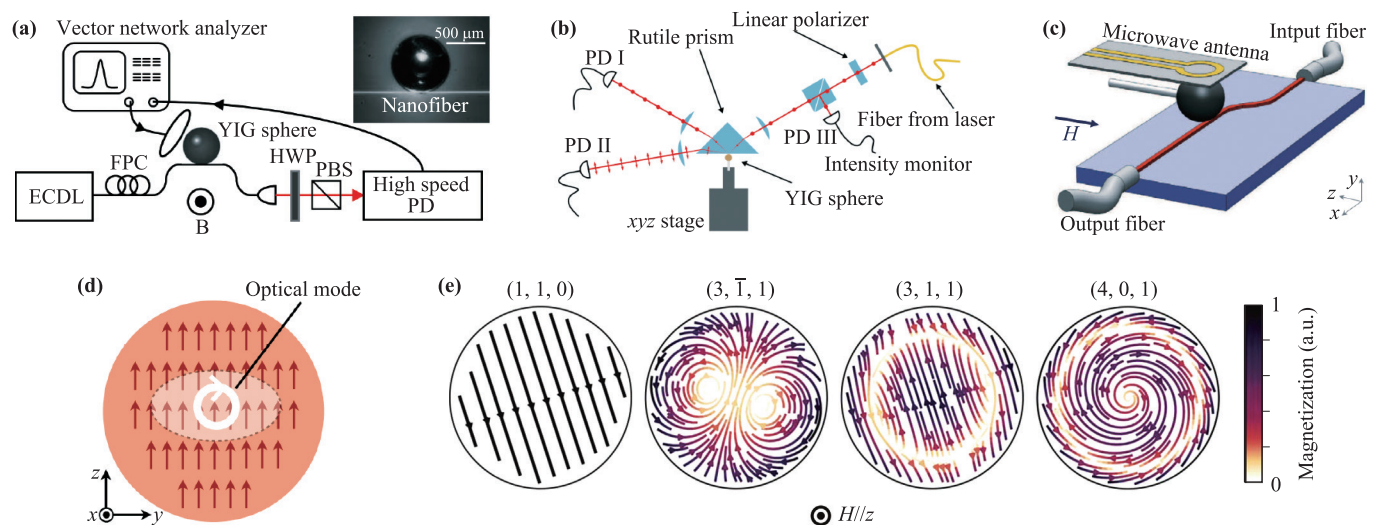 (a)
Vector network analyzer
500 μm
Nanofiber
YIG sphere
FPC
HWP
PBS
ECDL
High speed
PD
B
(b)
Linear polarizer
Rutile prism
PD I
PD II
PD III
Fiber from laser
Intensity monitor
YIG sphere
xyz stage
(c)
Microwave antenna
Intput fiber
H
Output fiber
y
z
x
(d)
Optical mode
z
x
y
(e)
(1, 1, 0)
(3, 1̅, 1)
(3, 1, 1)
(4, 0, 1)
1
0
Magnetization (a.u.)
H//z